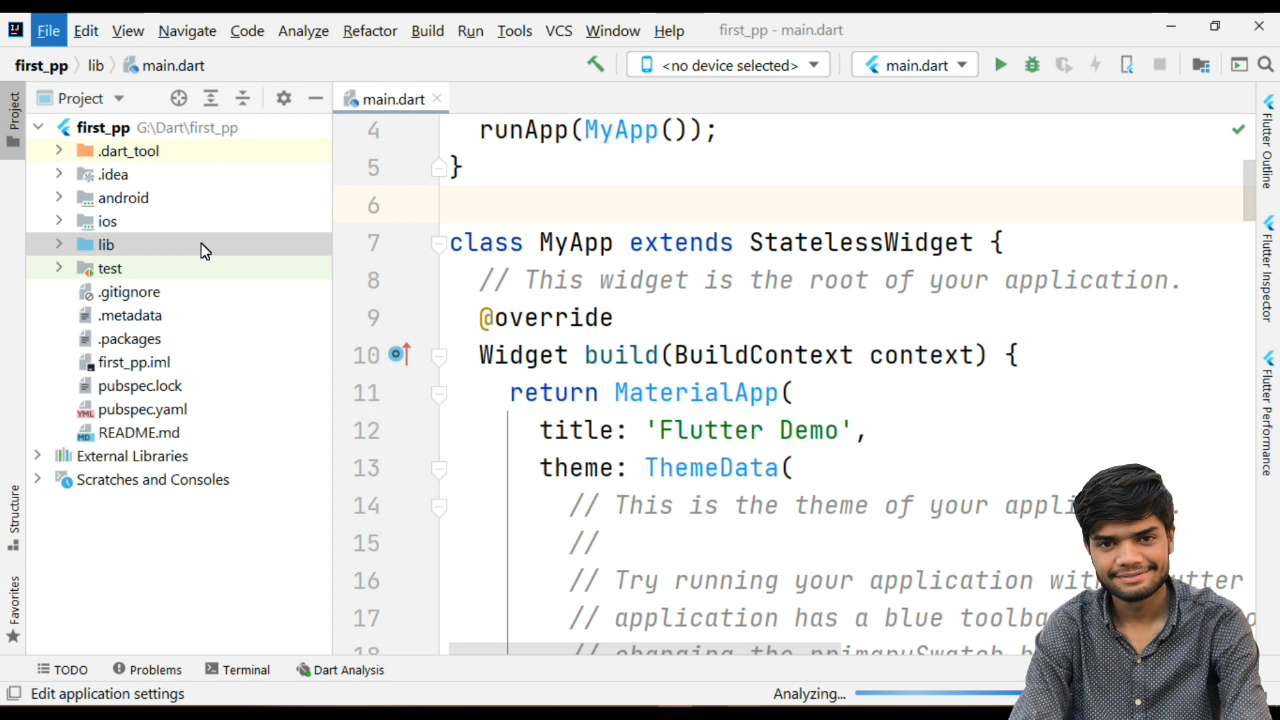 File Edit View Navigate Code Analyze Refactor Build Run Tools VCS Window Help first_pp - main.dart
first_pp lib main.dart <no device selected> main.dart
Project
Project
main.dart
first_pp G:\Dart\first_pp
.dart_tool
.idea
android
ios
lib
test
.gitignore
.metadata
.packages
first_pp.iml
pubspec.lock
pubspec.yaml
README.md
External Libraries
Scratches and Consoles
Structure
Favorites
4 runApp(MyApp());
5 }
6
7 class MyApp extends StatelessWidget {
8 // This widget is the root of your application.
9 @override
10 Widget build(BuildContext context) {
11 return MaterialApp(
12 title: 'Flutter Demo',
13 theme: ThemeData(
14 // This is the theme of your
15 //
16 // Try running your application
17 // application has a blue
18 // changing the primarySwatch
Flutter Outline
Flutter Inspector
Flutter Performance
TODO Problems Terminal Dart Analysis
Edit application settings Analyzing...